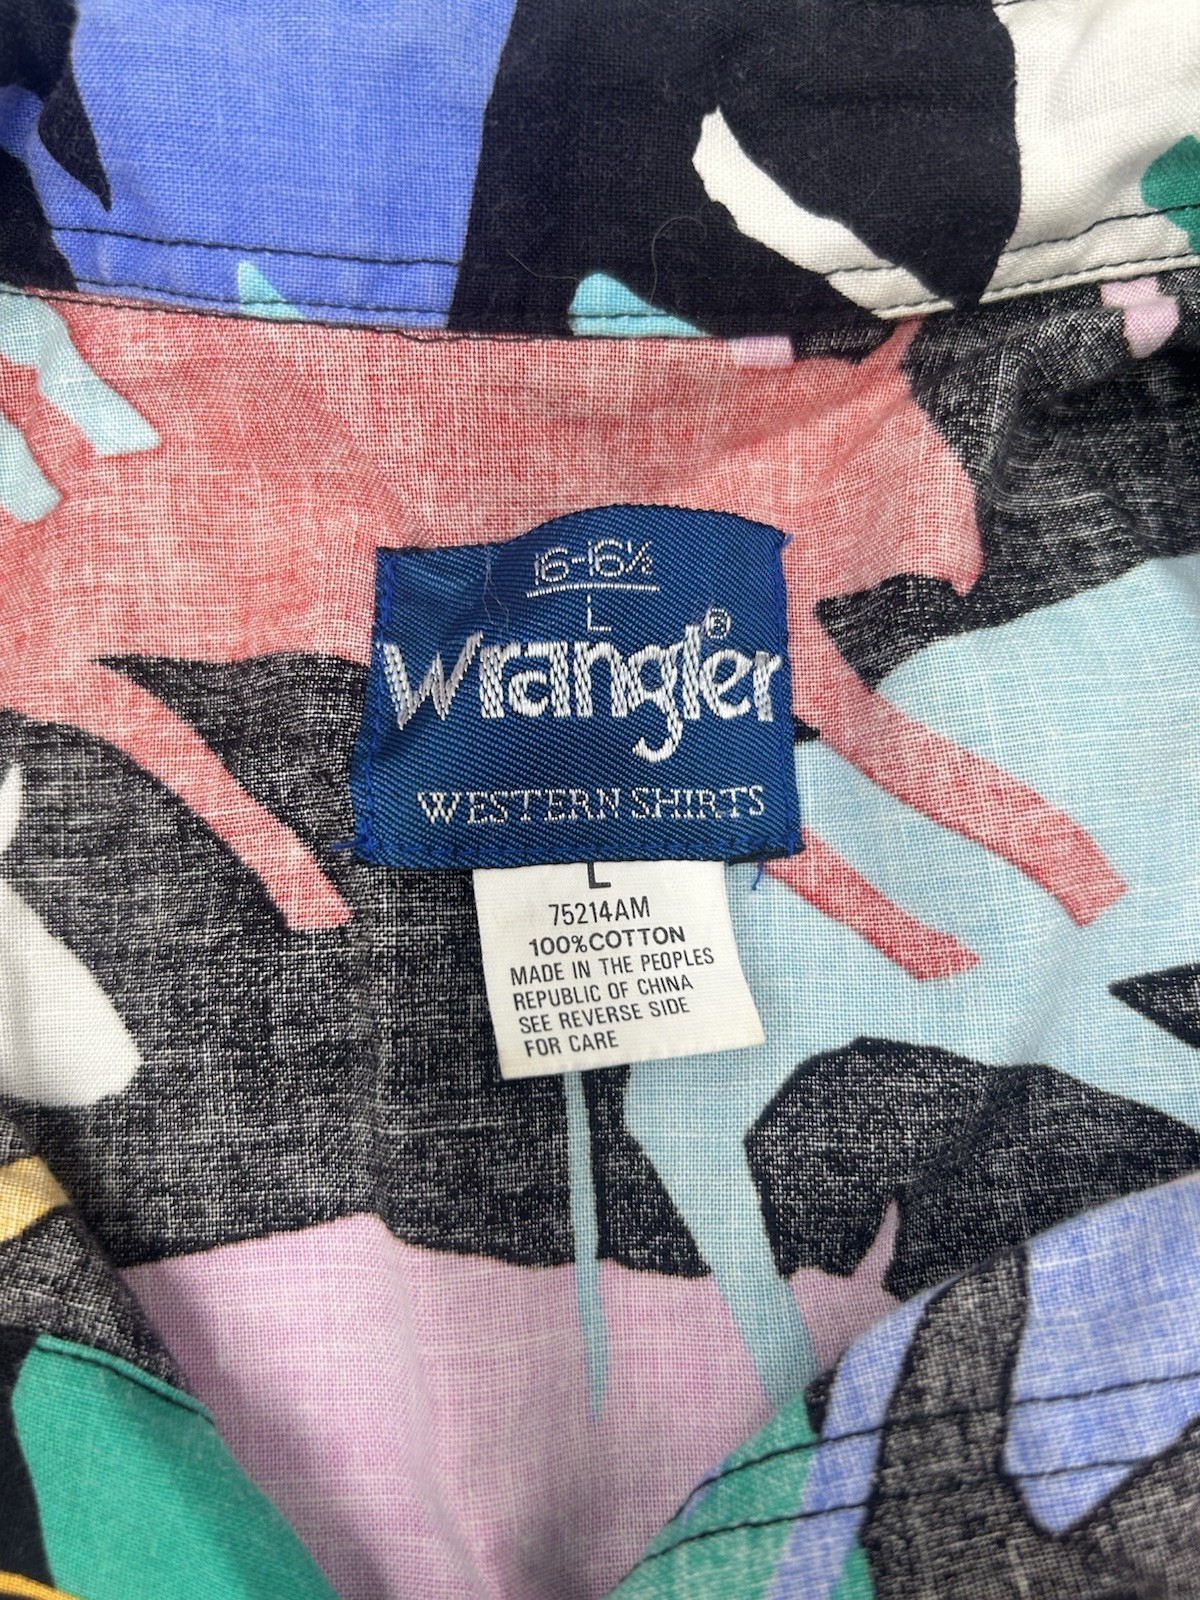 16-16½
L
Wrangler®
WESTERN SHIRTS
L
75214AM
100%COTTON
MADE IN THE PEOPLES
REPUBLIC OF CHINA
SEE REVERSE SIDE
FOR CARE